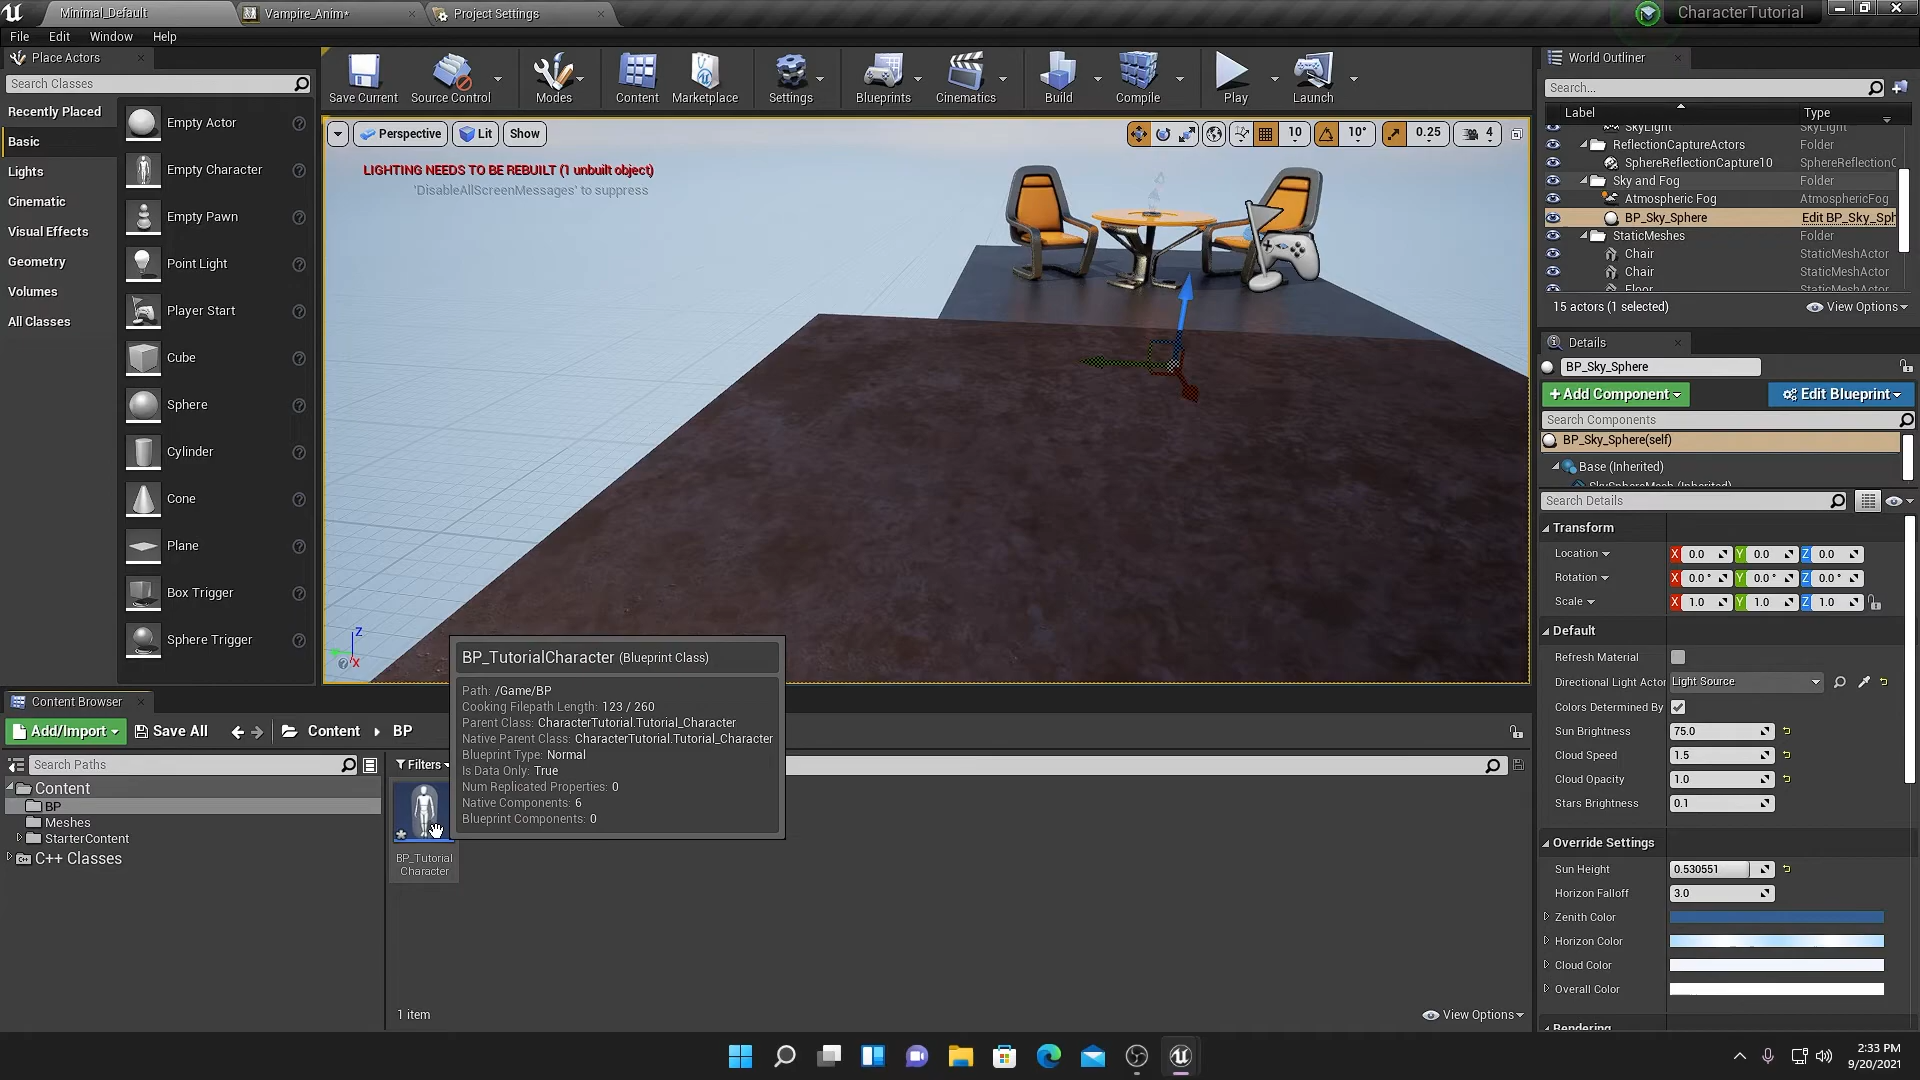 Minimal_Default
Vampire_Anim*
Project Settings
CharacterTutorial
File Edit Window Help
Place Actors
Search Classes
Recently Placed
Basic
Lights
Cinematic
Visual Effects
Geometry
Volumes
All Classes
Empty Actor
Empty Character
Empty Pawn
Point Light
Player Start
Cube
Sphere
Cylinder
Cone
Plane
Box Trigger
Sphere Trigger
Save Current
Source Control
Modes
Content
Marketplace
Settings
Blueprints
Cinematics
Build
Compile
Play
Launch
Perspective Lit Show
10 10° 0.25 4
LIGHTING NEEDS TO BE REBUILT (1 unbuilt object)
'DisableAllScreenMessages' to suppress
Z
X
BP_TutorialCharacter (Blueprint Class)
Path: /Game/BP
Cooking Filepath Length: 123 / 260
Parent Class: CharacterTutorial.Tutorial_Character
Native Parent Class: CharacterTutorial.Tutorial_Character
Blueprint Type: Normal
Is Data Only: True
Num Replicated Properties: 0
Native Components: 6
Blueprint Components: 0
Content Browser
Add/Import Save All Content BP
Search Paths
Content
BP
Meshes
StarterContent
C++ Classes
Filters
BP_Tutorial
Character
1 item
View Options
World Outliner
Search...
Label Type
SkyLight SkyLight
ReflectionCaptureActors Folder
SphereReflectionCapture10 SphereReflectionC
Sky and Fog Folder
Atmospheric Fog AtmosphericFog
BP_Sky_Sphere Edit BP_Sky_Sph
StaticMeshes Folder
Chair StaticMeshActor
Chair StaticMeshActor
Floor StaticMeshActor
15 actors (1 selected)
View Options
Details
BP_Sky_Sphere
+Add Component
Edit Blueprint
Search Components
BP_Sky_Sphere(self)
Base (Inherited)
SkySphereMesh (Inherited)
Search Details
Transform
Location X 0.0 Y 0.0 Z 0.0
Rotation X 0.0° Y 0.0° Z 0.0°
Scale X 1.0 Y 1.0 Z 1.0
Default
Refresh Material
Directional Light Actor Light Source
Colors Determined By
Sun Brightness 75.0
Cloud Speed 1.5
Cloud Opacity 1.0
Stars Brightness 0.1
Override Settings
Sun Height 0.530551
Horizon Falloff 3.0
Zenith Color
Horizon Color
Cloud Color
Overall Color
Rendering
2:33 PM
9/20/2021